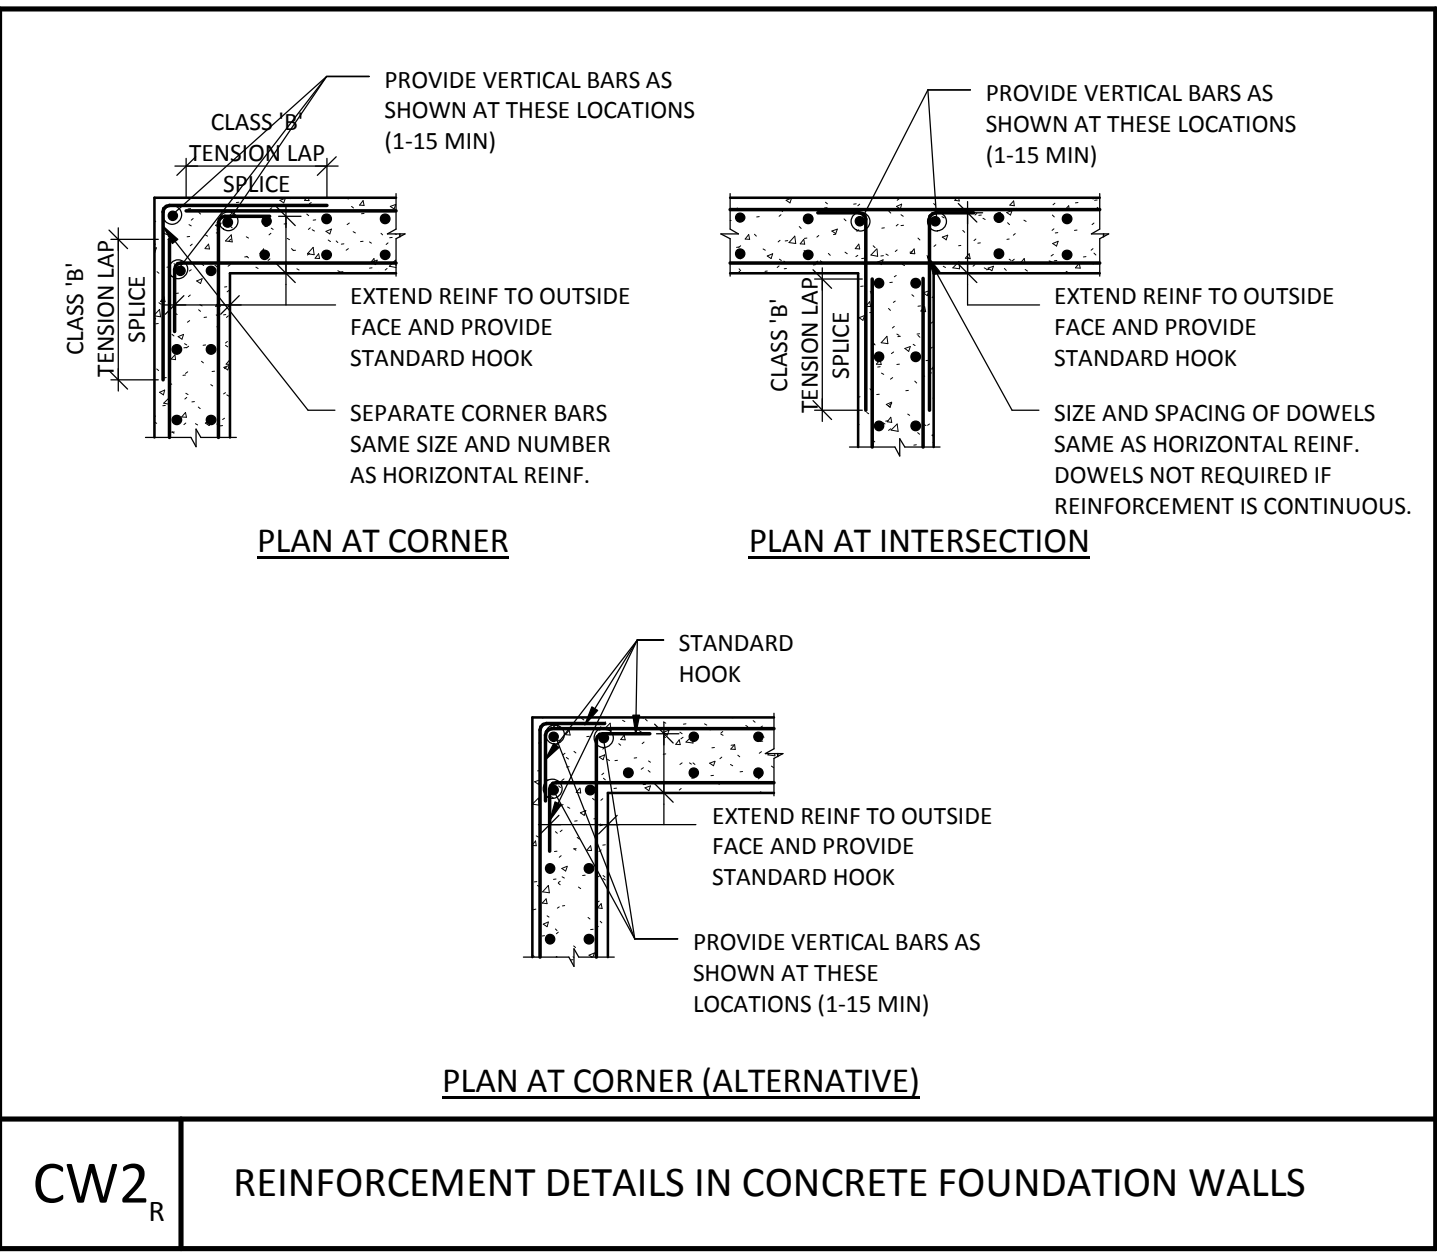 PROVIDE VERTICAL BARS AS
SHOWN AT THESE LOCATIONS
(1-15 MIN)
CLASS 'B'
TENSION LAP
SPLICE
CLASS 'B'
TENSION LAP
SPLICE
EXTEND REINF TO OUTSIDE
FACE AND PROVIDE
STANDARD HOOK
SEPARATE CORNER BARS
SAME SIZE AND NUMBER
AS HORIZONTAL REINF.
PLAN AT CORNER
PROVIDE VERTICAL BARS AS
SHOWN AT THESE LOCATIONS
(1-15 MIN)
CLASS 'B'
TENSION LAP
SPLICE
EXTEND REINF TO OUTSIDE
FACE AND PROVIDE
STANDARD HOOK
SIZE AND SPACING OF DOWELS
SAME AS HORIZONTAL REINF.
DOWELS NOT REQUIRED IF
REINFORCEMENT IS CONTINUOUS.
PLAN AT INTERSECTION
STANDARD
HOOK
EXTEND REINF TO OUTSIDE
FACE AND PROVIDE
STANDARD HOOK
PROVIDE VERTICAL BARS AS
SHOWN AT THESE
LOCATIONS (1-15 MIN)
PLAN AT CORNER (ALTERNATIVE)
CW2R
REINFORCEMENT DETAILS IN CONCRETE FOUNDATION WALLS